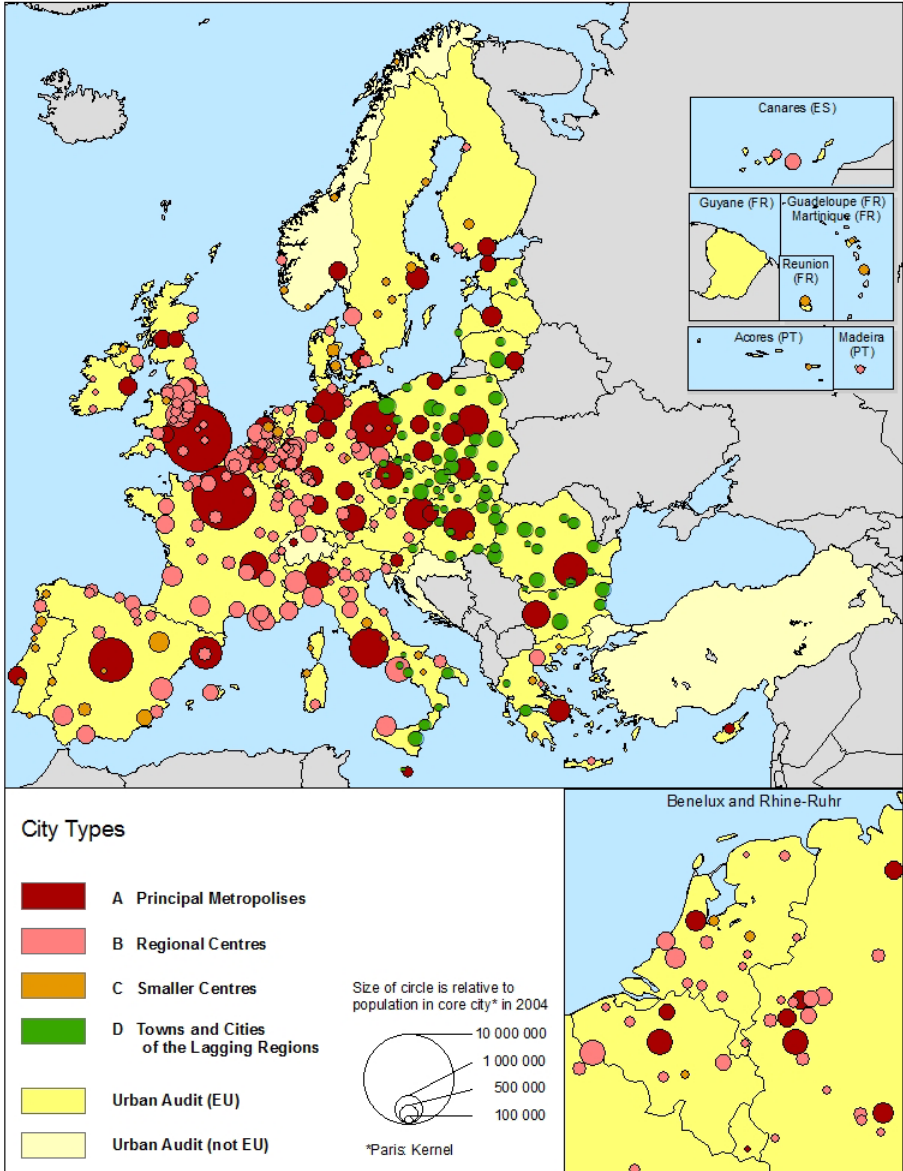 Canares (ES)
Guyane (FR)
Guadeloupe (FR)
Martinique (FR)
Reunion
(FR)
Acores (PT)
Madeira
(PT)
Benelux and Rhine-Ruhr
City Types
A Principal Metropolises
B Regional Centres
C Smaller Centres
D Towns and Cities
of the Lagging Regions
Urban Audit (EU)
Urban Audit (not EU)
Size of circle is relative to
population in core city* in 2004
10 000 000
1 000 000
500 000
100 000
*Paris: Kernel